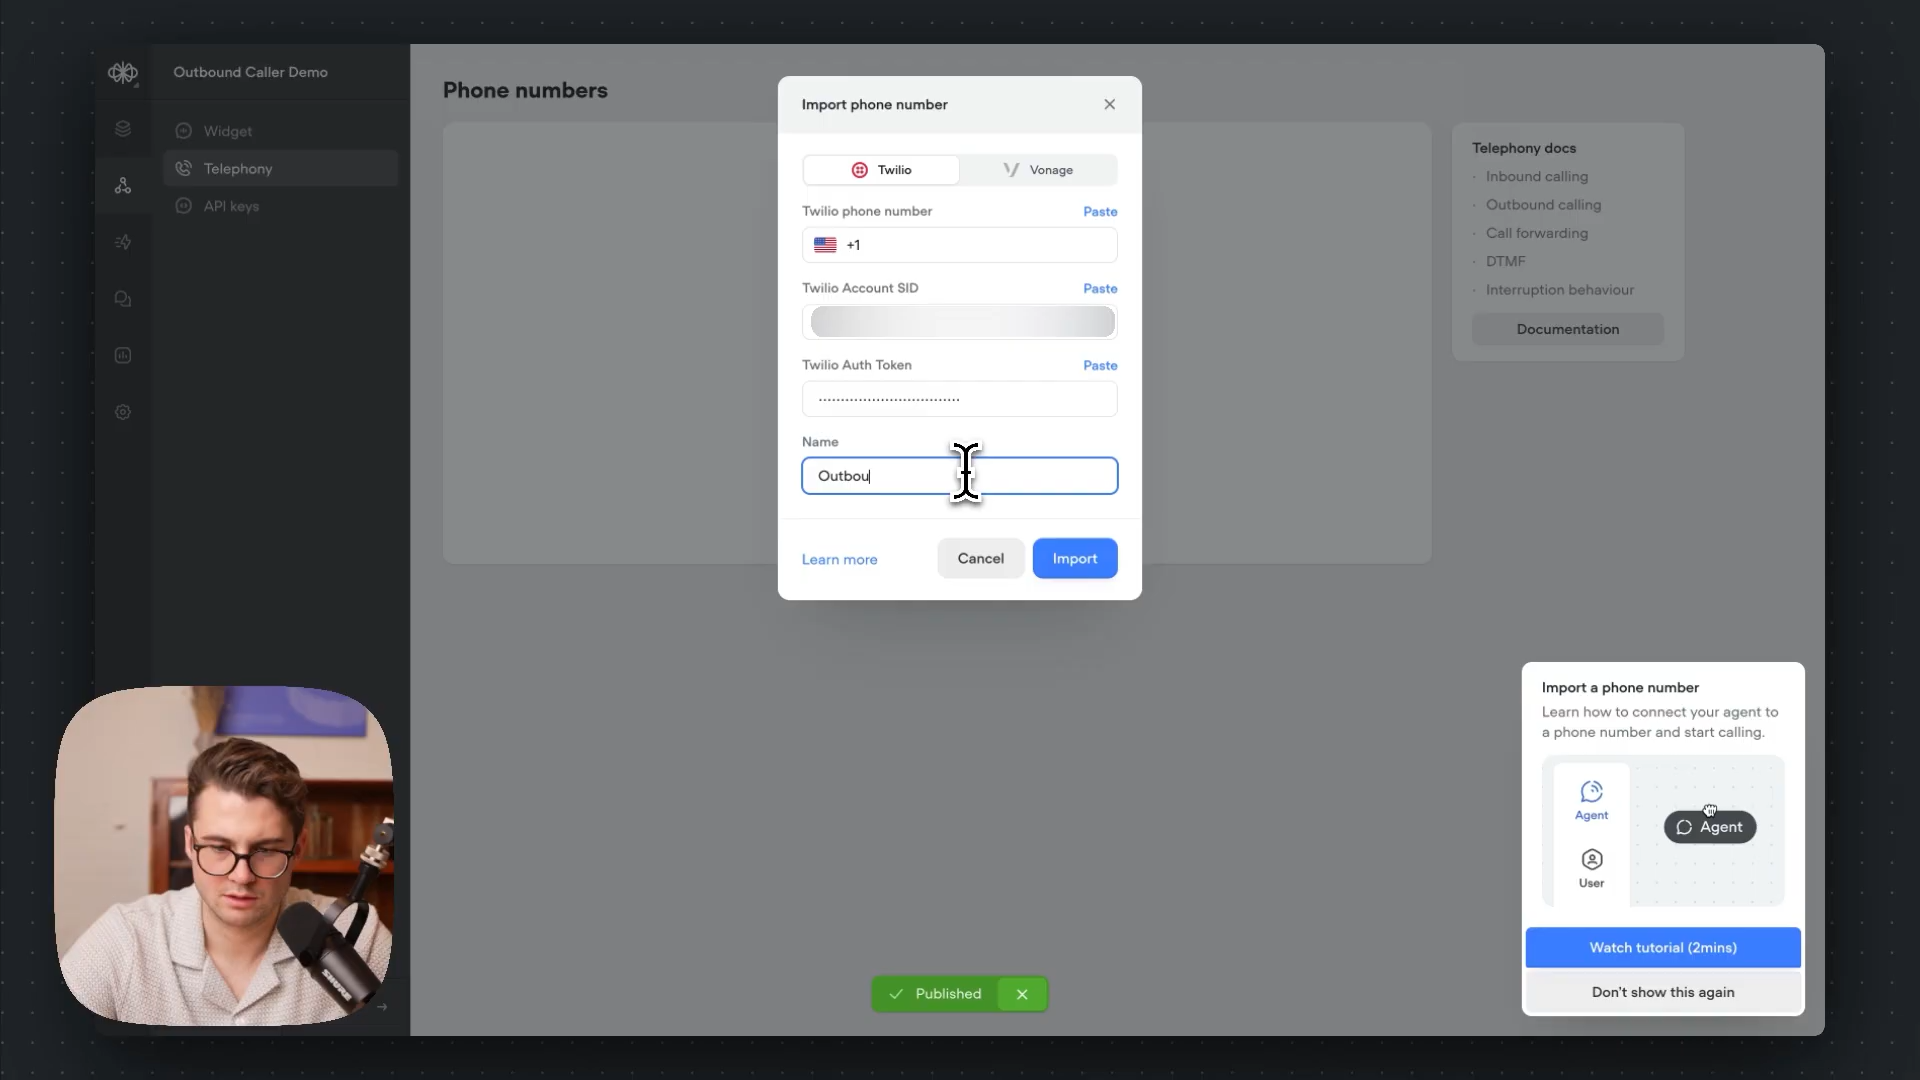 Outbound Caller Demo
Widget
Telephony
API keys
Phone numbers
Import phone number
Twilio
Vonage
Twilio phone number
Paste
+1
Twilio Account SID
Paste
Twilio Auth Token
Paste
Name
Outbou
Learn more
Cancel
Import
Telephony docs
· Inbound calling
· Outbound calling
· Call forwarding
· DTMF
· Interruption behaviour
Documentation
Import a phone number
Learn how to connect your agent to
a phone number and start calling.
Agent
User
Agent
Watch tutorial (2mins)
Don't show this again
Published
SHURE